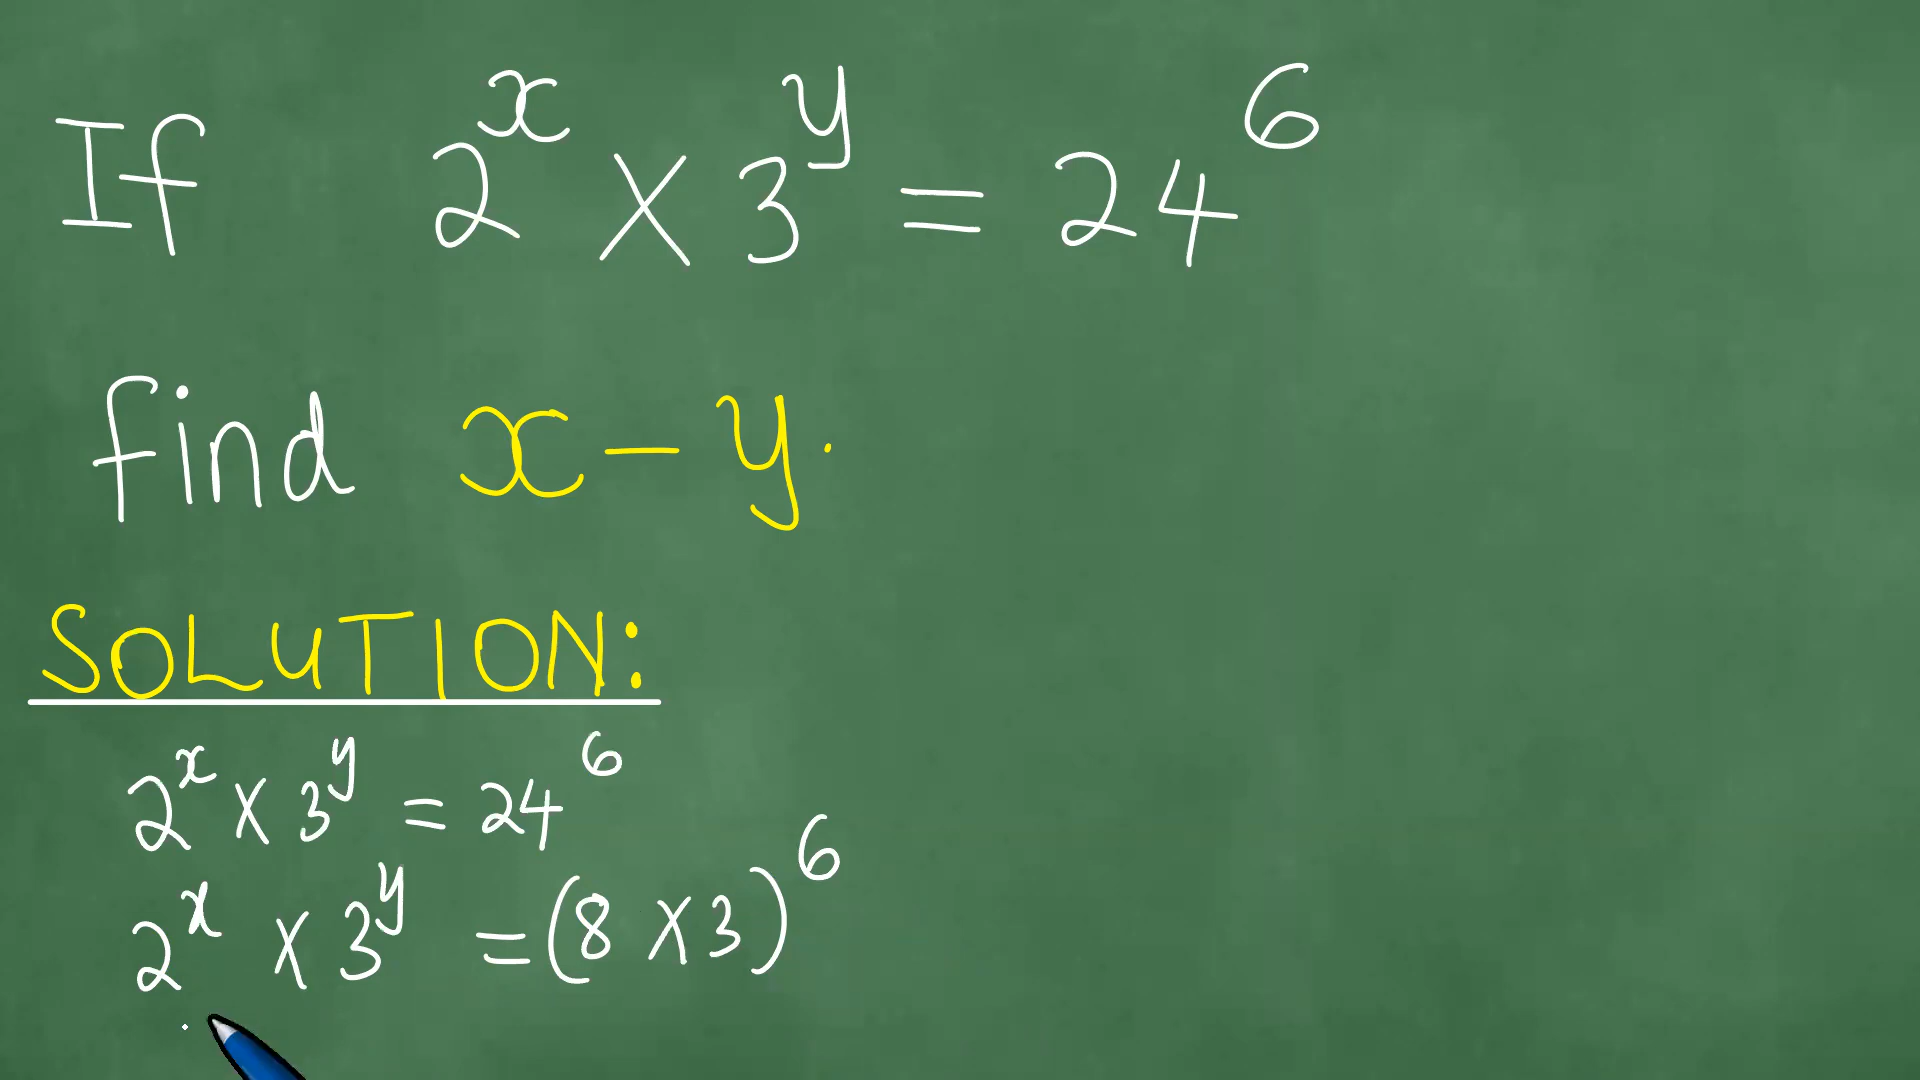 If 2^x × 3^y = 24^6
find x - y.
SOLUTION:
2^x × 3^y = 24^6
2^x × 3^y = (8 × 3)^6